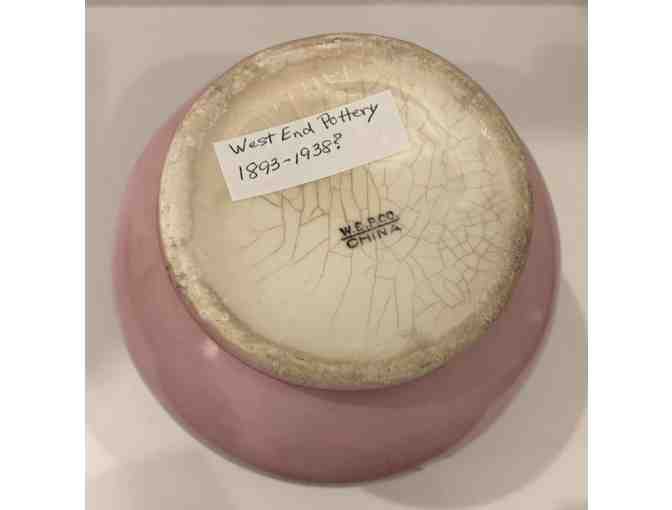 West End Pottery
1893-1938?
W.E.P.CO.
CHINA